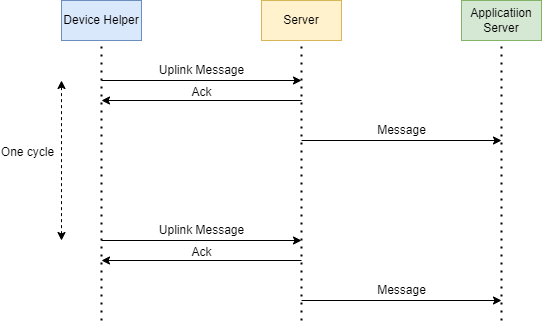 Device Helper
Server
Applicatiion
Server
Uplink Message
Ack
Message
One cycle
Uplink Message
Ack
Message